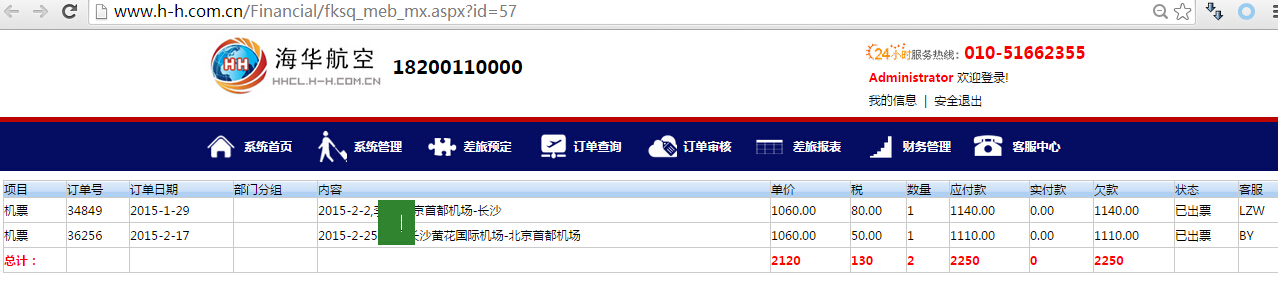 www.h-h.com.cn/Financial/fksq_meb_mx.aspx?id=57
海华航空
HHCL.H-H.COM.CN
HH
18200110000
24小时服务热线：010-51662355
Administrator 欢迎登录!
我的信息 | 安全退出
系统首页 系统管理 差旅预定 订单查询 订单审核 差旅报表 财务管理 客服中心
项目 订单号 订单日期 部门分组 内容 单价 税 数量 应付款 实付款 欠款 状态 客服
机票 34849 2015-1-29 2015-2-2, 京首都机场-长沙 1060.00 80.00 1 1140.00 0.00 1140.00 已出票 LZW
机票 36256 2015-2-17 2015-2-25 长沙黄花国际机场-北京首都机场 1060.00 50.00 1 1110.00 0.00 1110.00 已出票 BY
总计： 2120 130 2 2250 0 2250